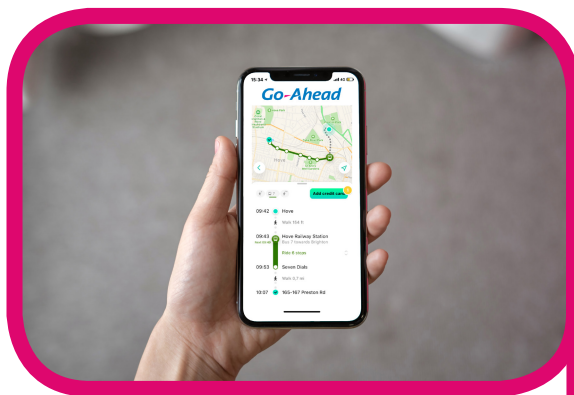 15:34
4G
Go-Ahead
Hove
Add credit card
09:42 Hove
Walk 154 ft
09:43 Hove Railway Station
Bus 7 towards Brighton
Ride 6 stops
09:53 Seven Dials
Walk 0,7 mi
10:07 165-167 Preston Rd